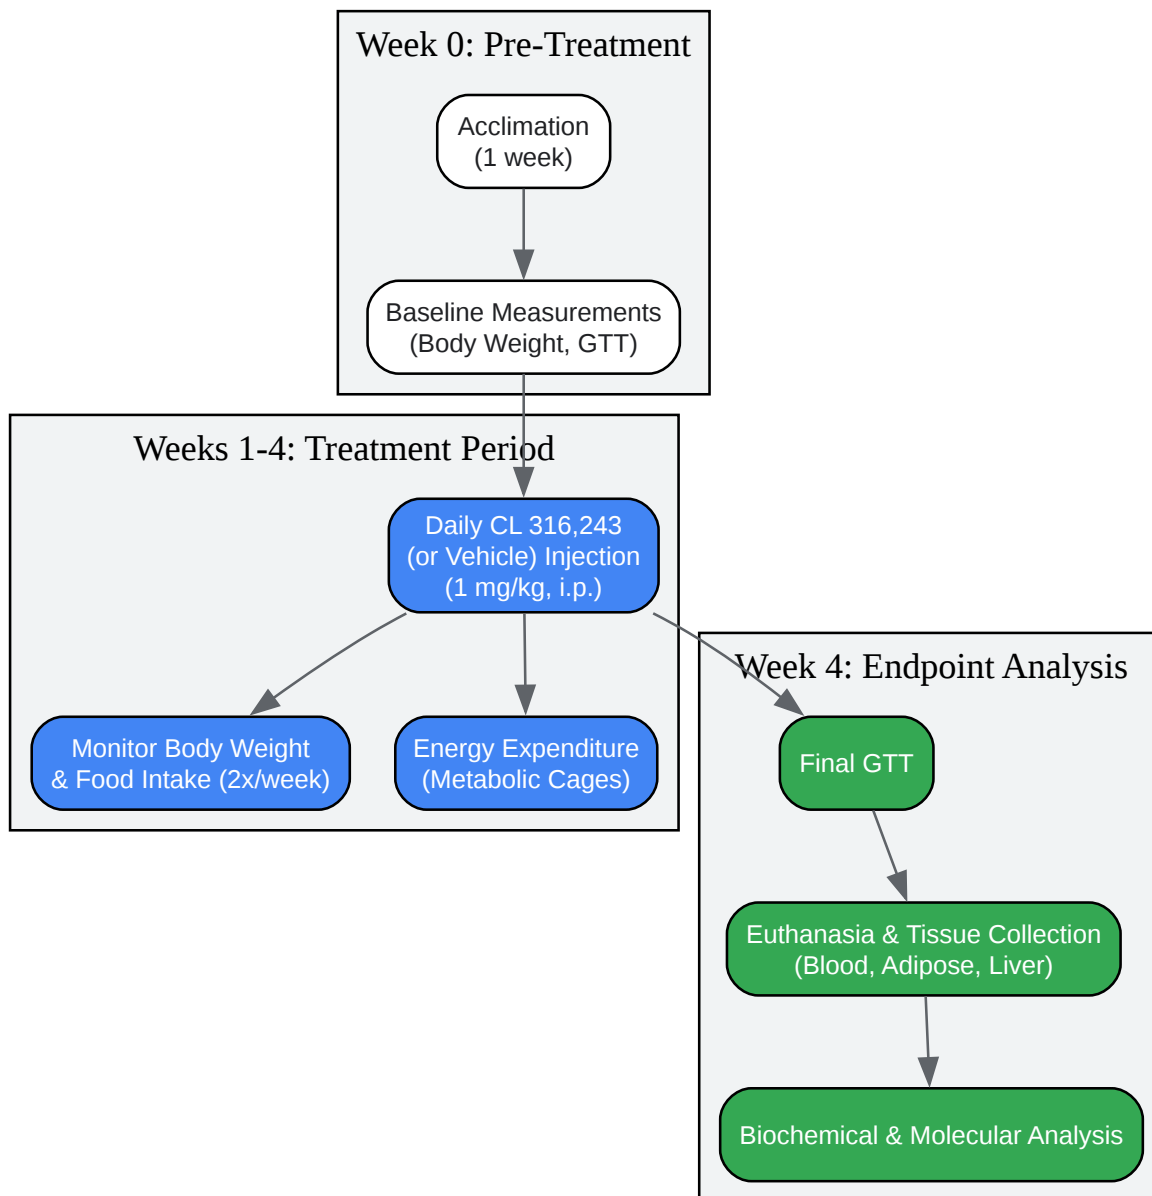 Week 0: Pre-Treatment
Acclimation
(1 week)
Baseline Measurements
(Body Weight, GTT)
Weeks 1-4: Treatment Period
Daily CL 316,243
(or Vehicle) Injection
(1 mg/kg, i.p.)
Monitor Body Weight
& Food Intake (2x/week)
Energy Expenditure
(Metabolic Cages)
Week 4: Endpoint Analysis
Final GTT
Euthanasia & Tissue Collection
(Blood, Adipose, Liver)
Biochemical & Molecular Analysis